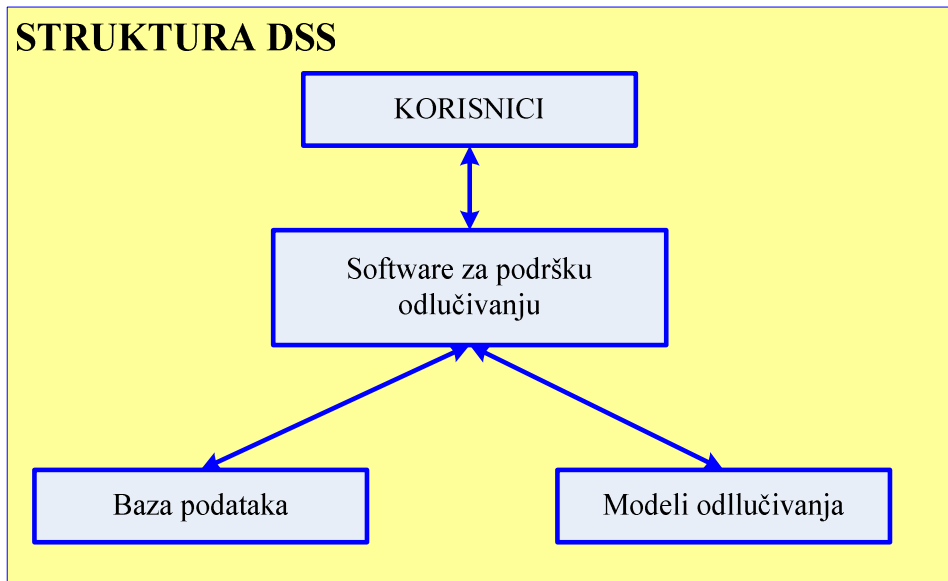 STRUKTURA DSS
KORISNICI
Software za podršku
odlučivanju
Baza podataka
Modeli odllučivanja